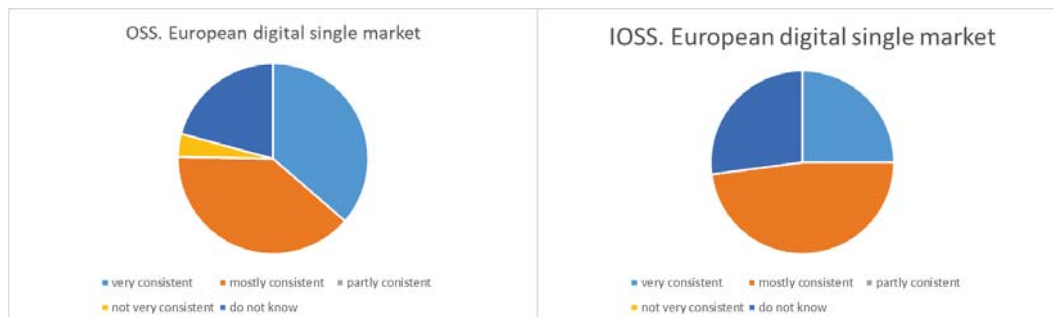 OSS. European digital single market
very consistent mostly consistent partly conistent
not very consistent do not know
IOSS. European digital single market
very consistent mostly consistent partly conistent
not very consistent do not know